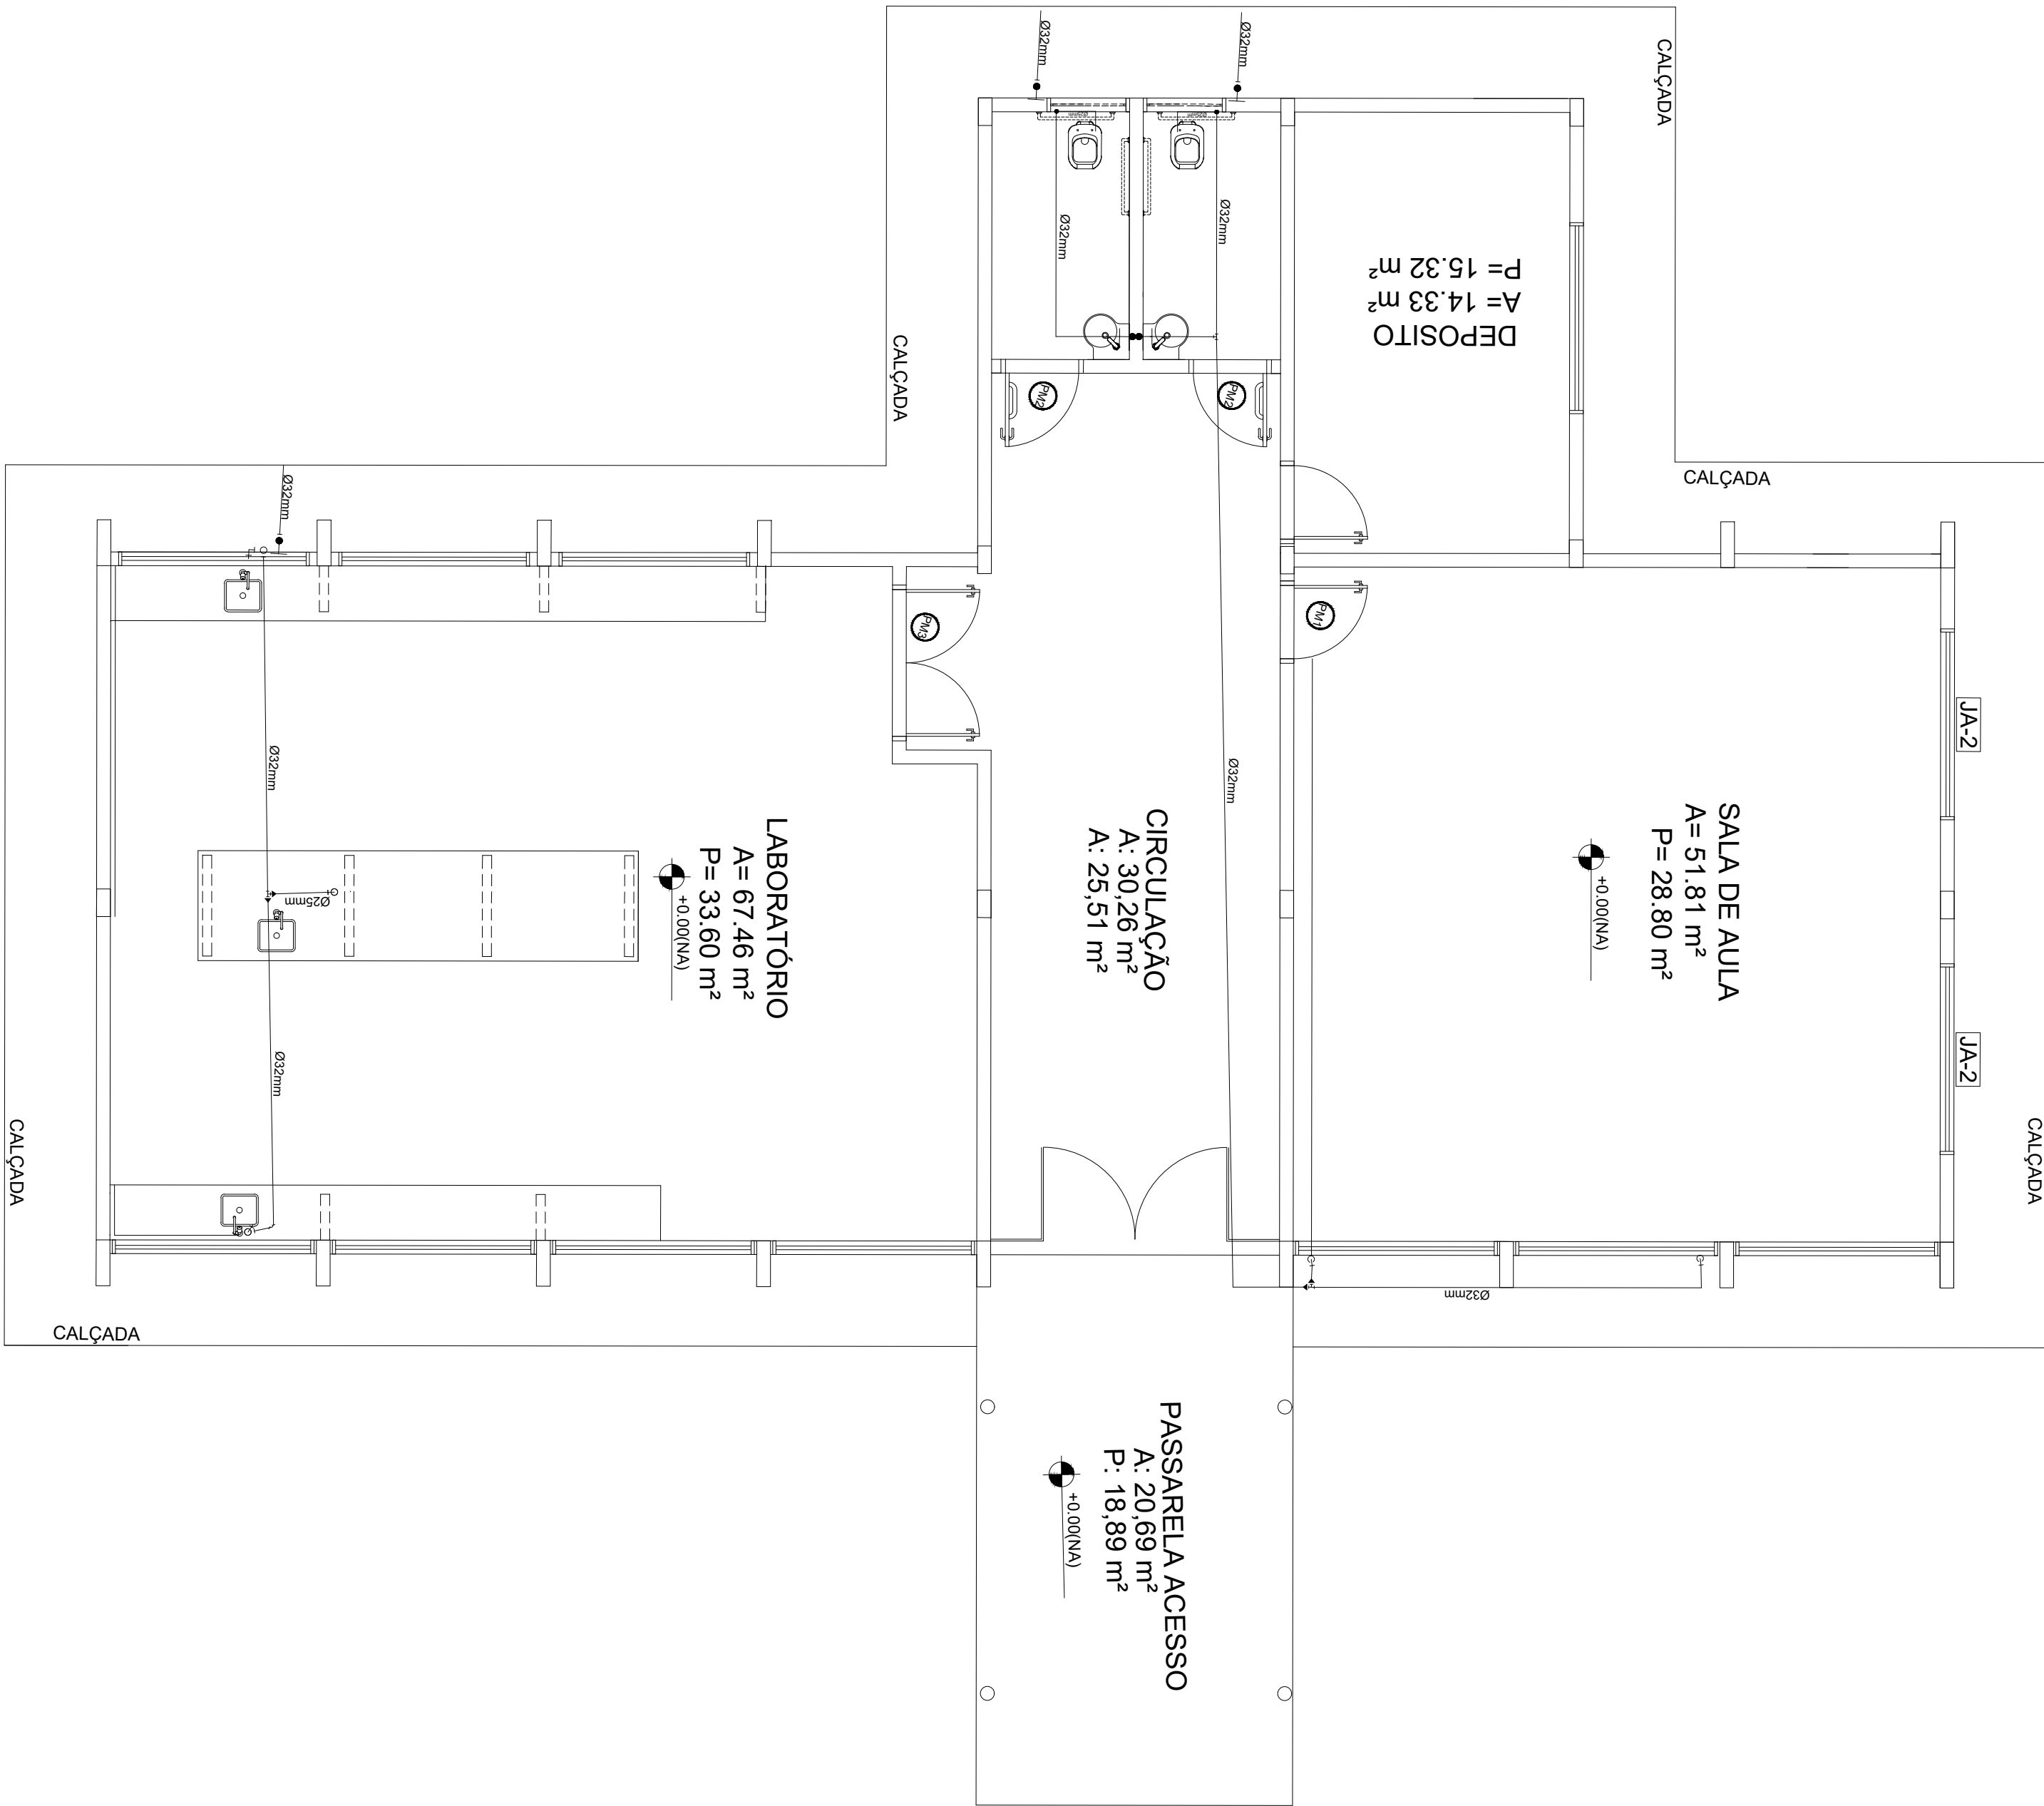 CALÇADA
Ø32mm
Ø32mm
Ø32mm
Ø32mm
DEPOSITO
A= 14.33 m²
P= 15.32 m²
CALÇADA
CALÇADA
PM2
PM2
Ø32mm
PM3
PM1
JA-2
JA-2
SALA DE AULA
A= 51.81 m²
P= 28.80 m²
+0.00(NA)
Ø32mm
CIRCULAÇÃO
A: 30,26 m²
A: 25,51 m²
LABORATÓRIO
A= 67.46 m²
P= 33.60 m²
+0.00(NA)
Ø32mm
Ø25mm
Ø32mm
CALÇADA
CALÇADA
CALÇADA
Ø32mm
PASSARELA ACESSO
A: 20,69 m²
P: 18,89 m²
+0.00(NA)